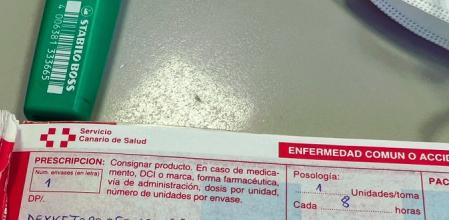 STABILO BOSS
4 006381 333665
Servicio
Canario de Salud
ENFERMEDAD COMUN O ACCID
PRESCRIPCION: Consignar producto. En caso de medica-
mento, DCI o marca, forma farmacéutica,
vía de administración, dosis por unidad,
número de unidades por envase.
Num. envases (en letra)
1
DP/.
Posología:
1 Unidades/toma
Cada 8 horas
PAC